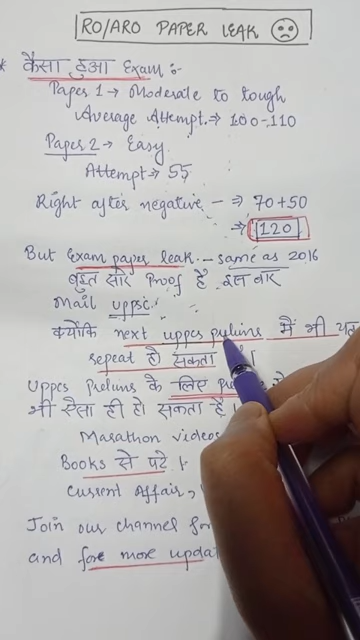 RO/ARO PAPER LEAK
* कैसा हुआ Exam :-
Paper 1 → Moderate to tough
Average Attempt ⇒ 100-110
Paper 2 → Easy
Attempt ⇒ 55
Right after negative - ⇒ 70+50
⇒ 120
But Exam paper leak - same as 2016
बहुत सारे Proof हैं इस बार
Mail uppsc
क्योंकि next uppcs prelims में भी
repeat हो सकता है ।
Uppcs Prelims के लिए
भी ऐसा ही हो सकता है ।
Marathon videos
Books से पढ़े ।
Current Affair,
Join our channel for
and for more